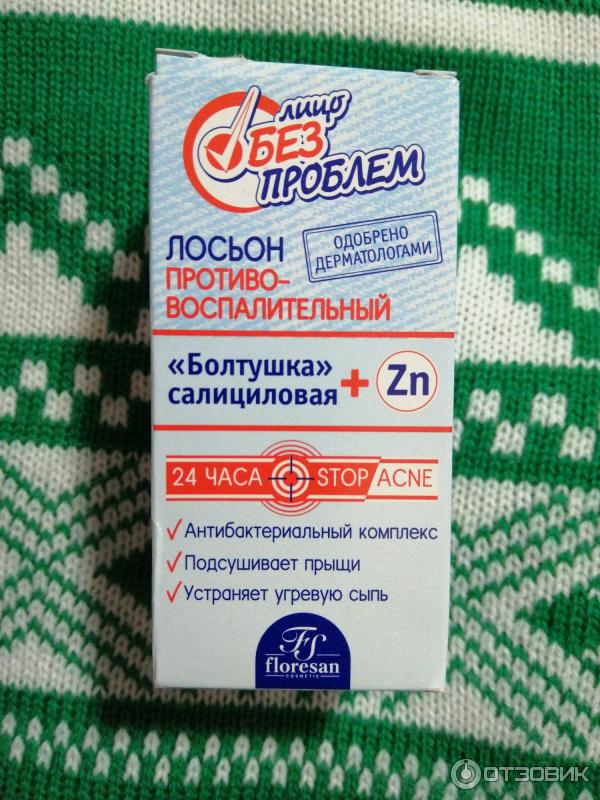 лицо
БЕЗ
ПРОБЛЕМ
ЛОСЬОН
ПРОТИВО-
ВОСПАЛИТЕЛЬНЫЙ
ОДОБРЕНО
ДЕРМАТОЛОГАМИ
«Болтушка»
салициловая + Zn
24 ЧАСА STOP ACNE
Антибактериальный комплекс
Подсушивает прыщи
Устраняет угревую сыпь
FS
floresan
COSMETIC
ОТЗОВИК